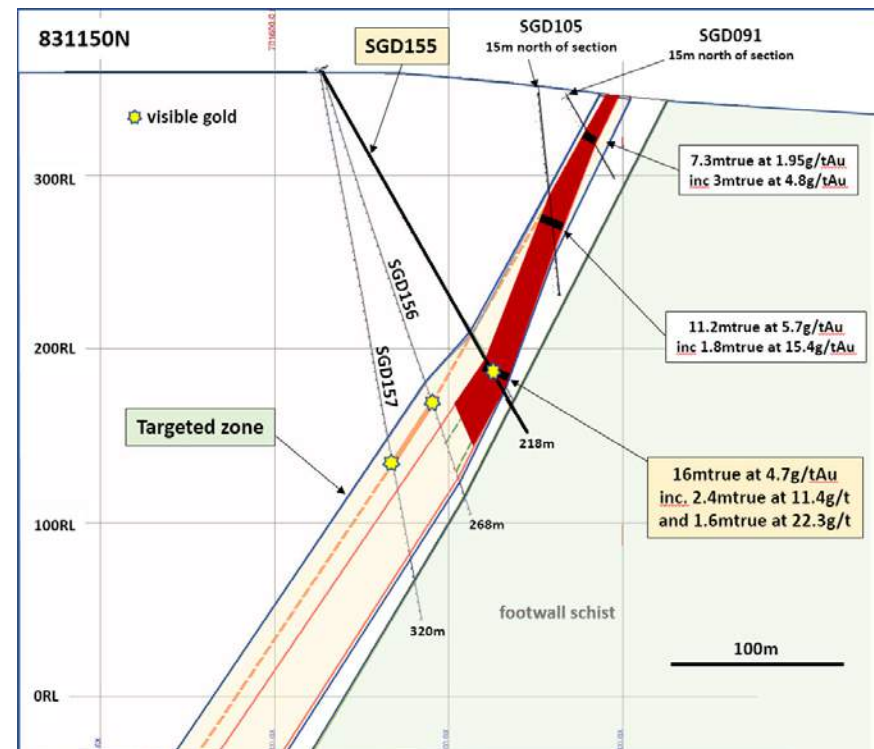 831150N
SGD155
SGD105
15m north of section
SGD091
15m north of section
visible gold
7.3mtrue at 1.95g/tAu
inc 3mtrue at 4.8g/tAu
300RL
SGD156
11.2mtrue at 5.7g/tAu
inc 1.8mtrue at 15.4g/tAu
200RL
SGD157
Targeted zone
218m
16mtrue at 4.7g/tAu
inc. 2.4mtrue at 11.4g/t
and 1.6mtrue at 22.3g/t
100RL
268m
footwall schist
320m
100m
0RL